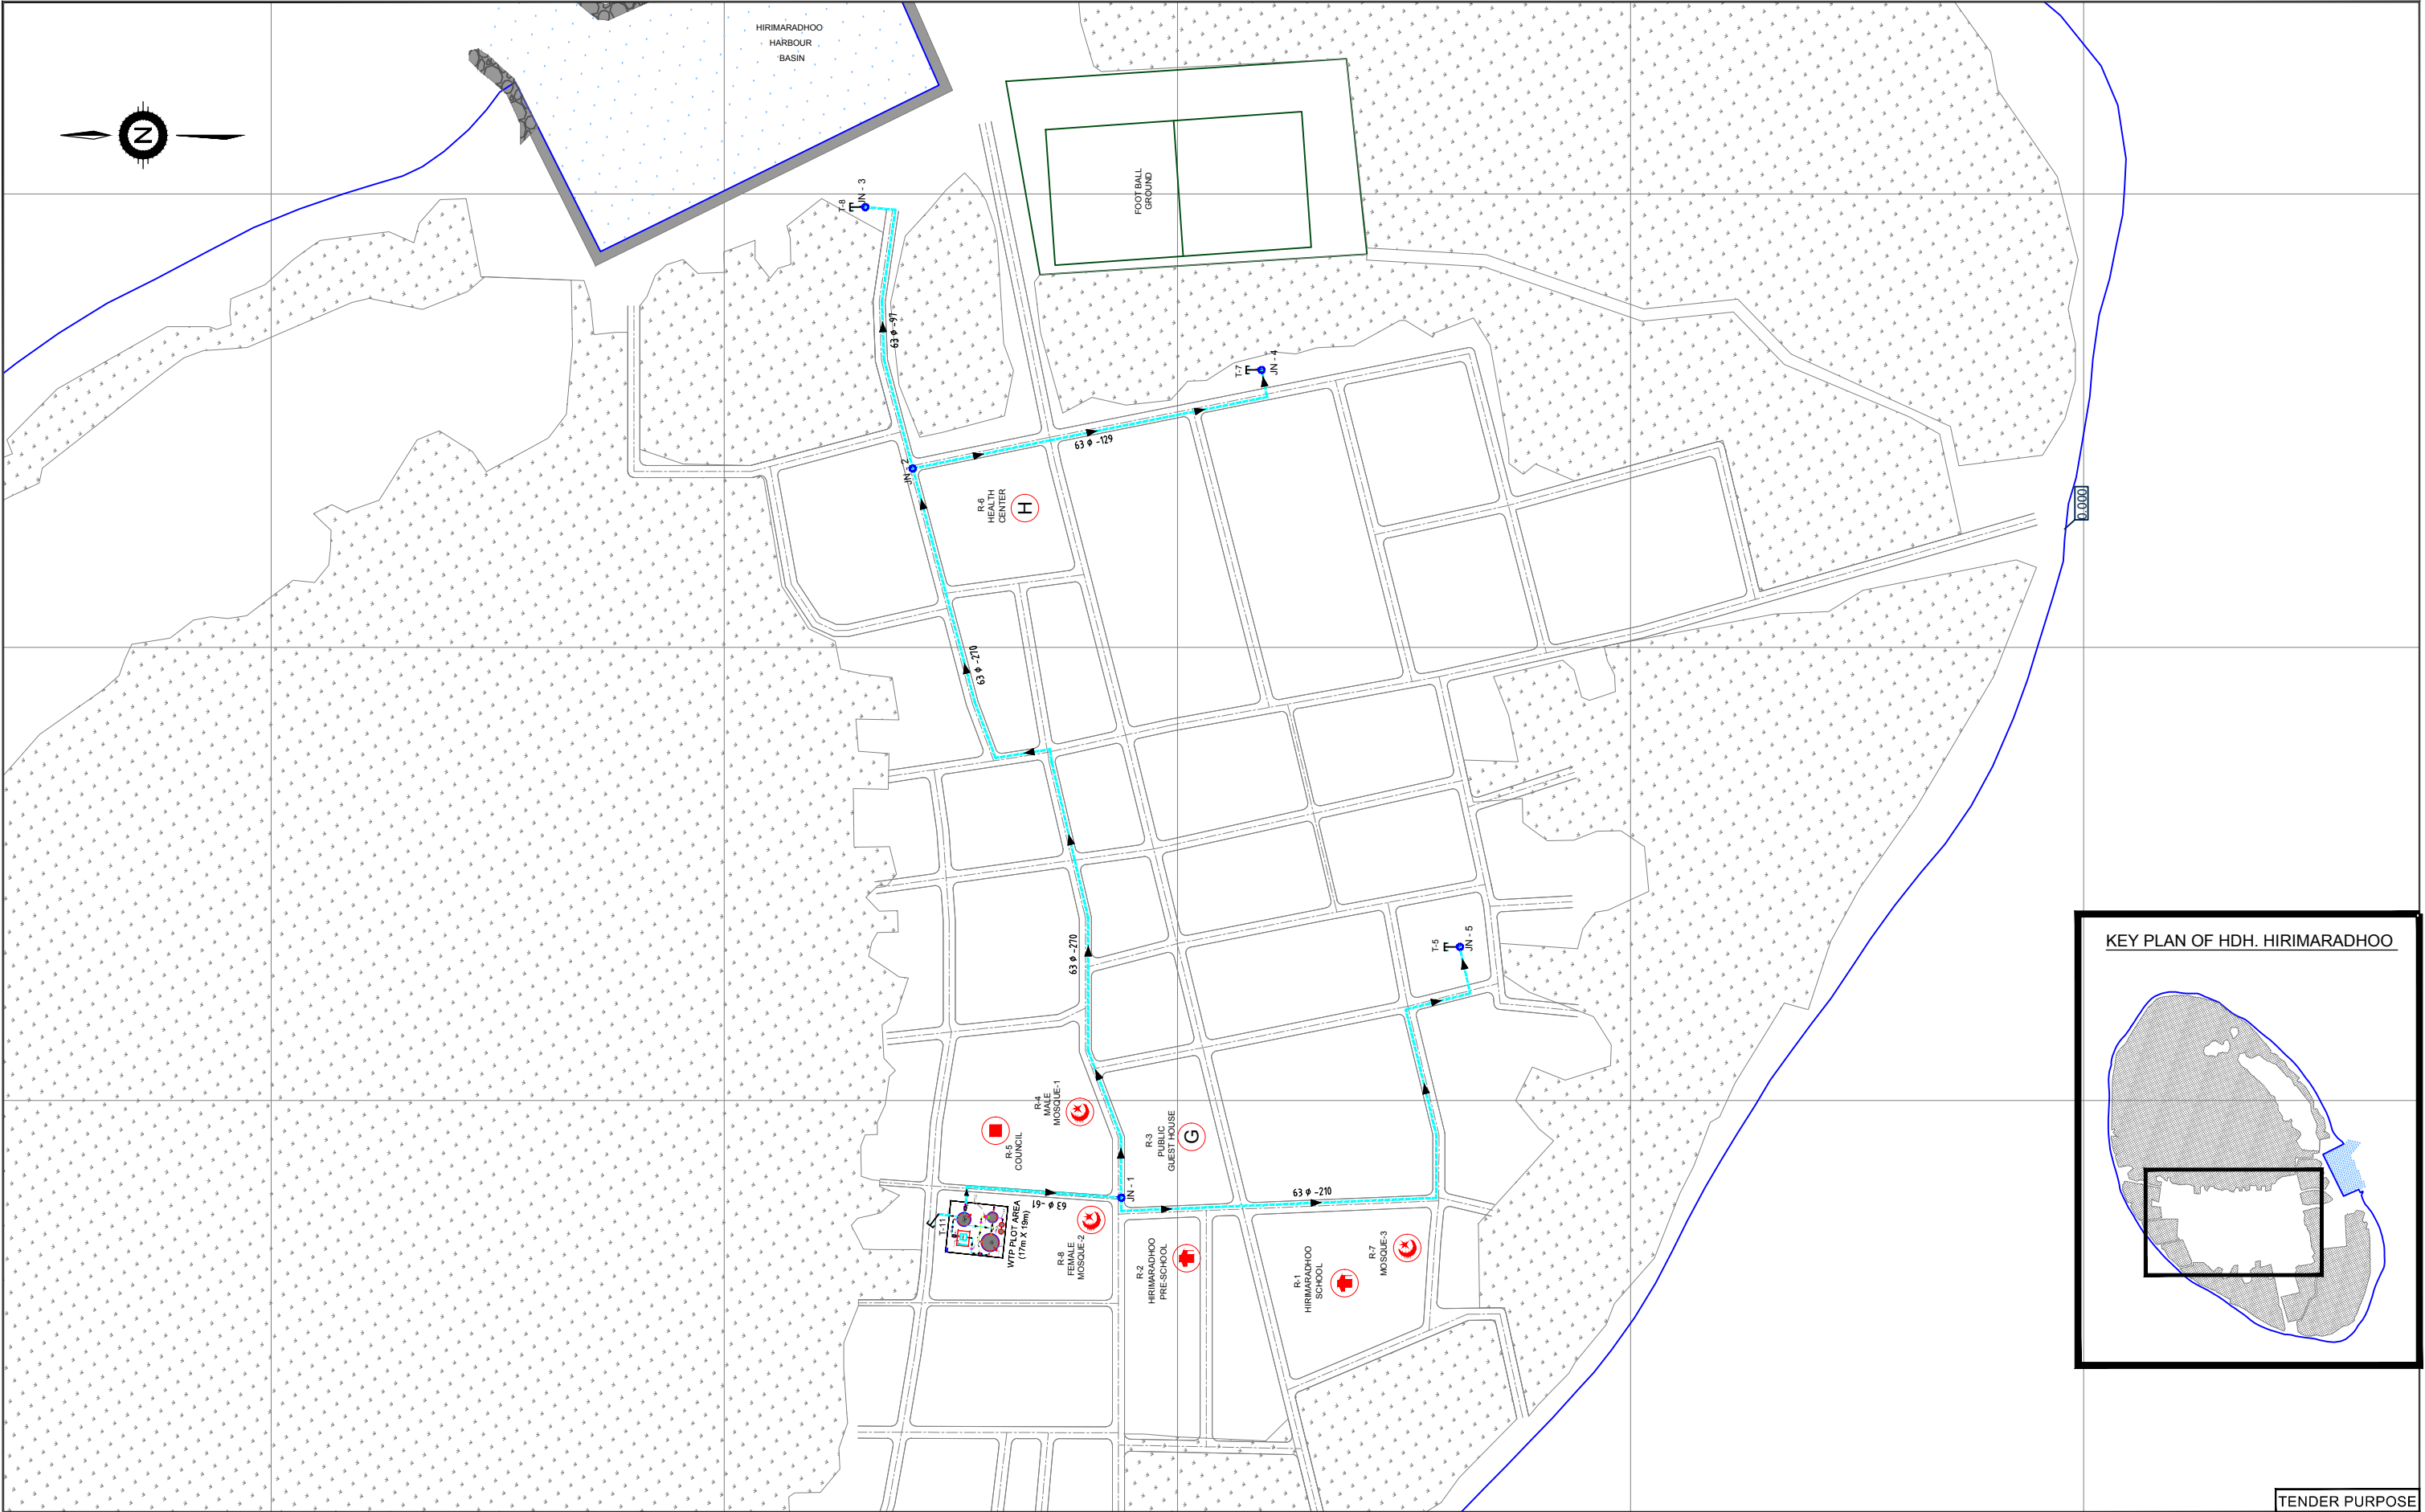 HIRIMARADHOO
HARBOUR
BASIN
N
T-8
JN - 3
FOOT BALL
GROUND
63 ϕ -97
T-7
JN - 4
63 ϕ -129
JN - 2
R-6
HEALTH
CENTER
H
0.000
63 ϕ -270
63 ϕ -270
T-5
JN - 5
KEY PLAN OF HDH. HIRIMARADHOO
R-4
MALE
MOSQUE-1
R-5
COUNCIL
R-3
PUBLIC
GUEST HOUSE
G
JN - 1
63 ϕ -61
63 ϕ -210
T-11
WTP PLOT AREA
(17m X 19m)
R-8
FEMALE
MOSQUE-2
R-2
HIRIMARADHOO
PRE-SCHOOL
R-1
HIRIMARADHOO
SCHOOL
R-7
MOSQUE-3
TENDER PURPOSE